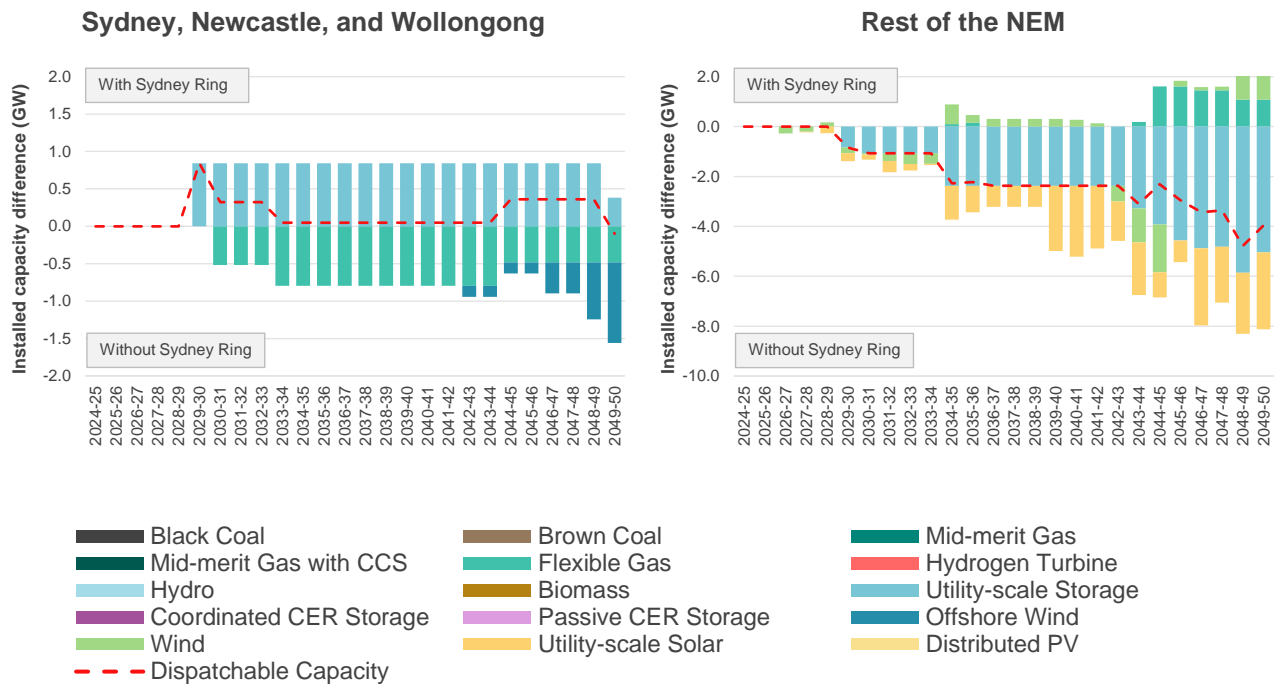 Sydney, Newcastle, and Wollongong
Installed capacity difference (GW)
2.0
1.5
1.0
0.5
0.0
-0.5
-1.0
-1.5
-2.0
With Sydney Ring
Without Sydney Ring
2024-25
2025-26
2026-27
2027-28
2028-29
2029-30
2030-31
2031-32
2032-33
2033-34
2034-35
2035-36
2036-37
2037-38
2038-39
2039-40
2040-41
2041-42
2042-43
2043-44
2044-45
2045-46
2046-47
2047-48
2048-49
2049-50
Rest of the NEM
Installed capacity difference (GW)
2.0
0.0
-2.0
-4.0
-6.0
-8.0
-10.0
With Sydney Ring
Without Sydney Ring
2024-25
2025-26
2026-27
2027-28
2028-29
2029-30
2030-31
2031-32
2032-33
2033-34
2034-35
2035-36
2036-37
2037-38
2038-39
2039-40
2040-41
2041-42
2042-43
2043-44
2044-45
2045-46
2046-47
2047-48
2048-49
2049-50
Black Coal
Brown Coal
Mid-merit Gas
Mid-merit Gas with CCS
Flexible Gas
Hydrogen Turbine
Hydro
Biomass
Utility-scale Storage
Coordinated CER Storage
Passive CER Storage
Offshore Wind
Wind
Utility-scale Solar
Distributed PV
Dispatchable Capacity